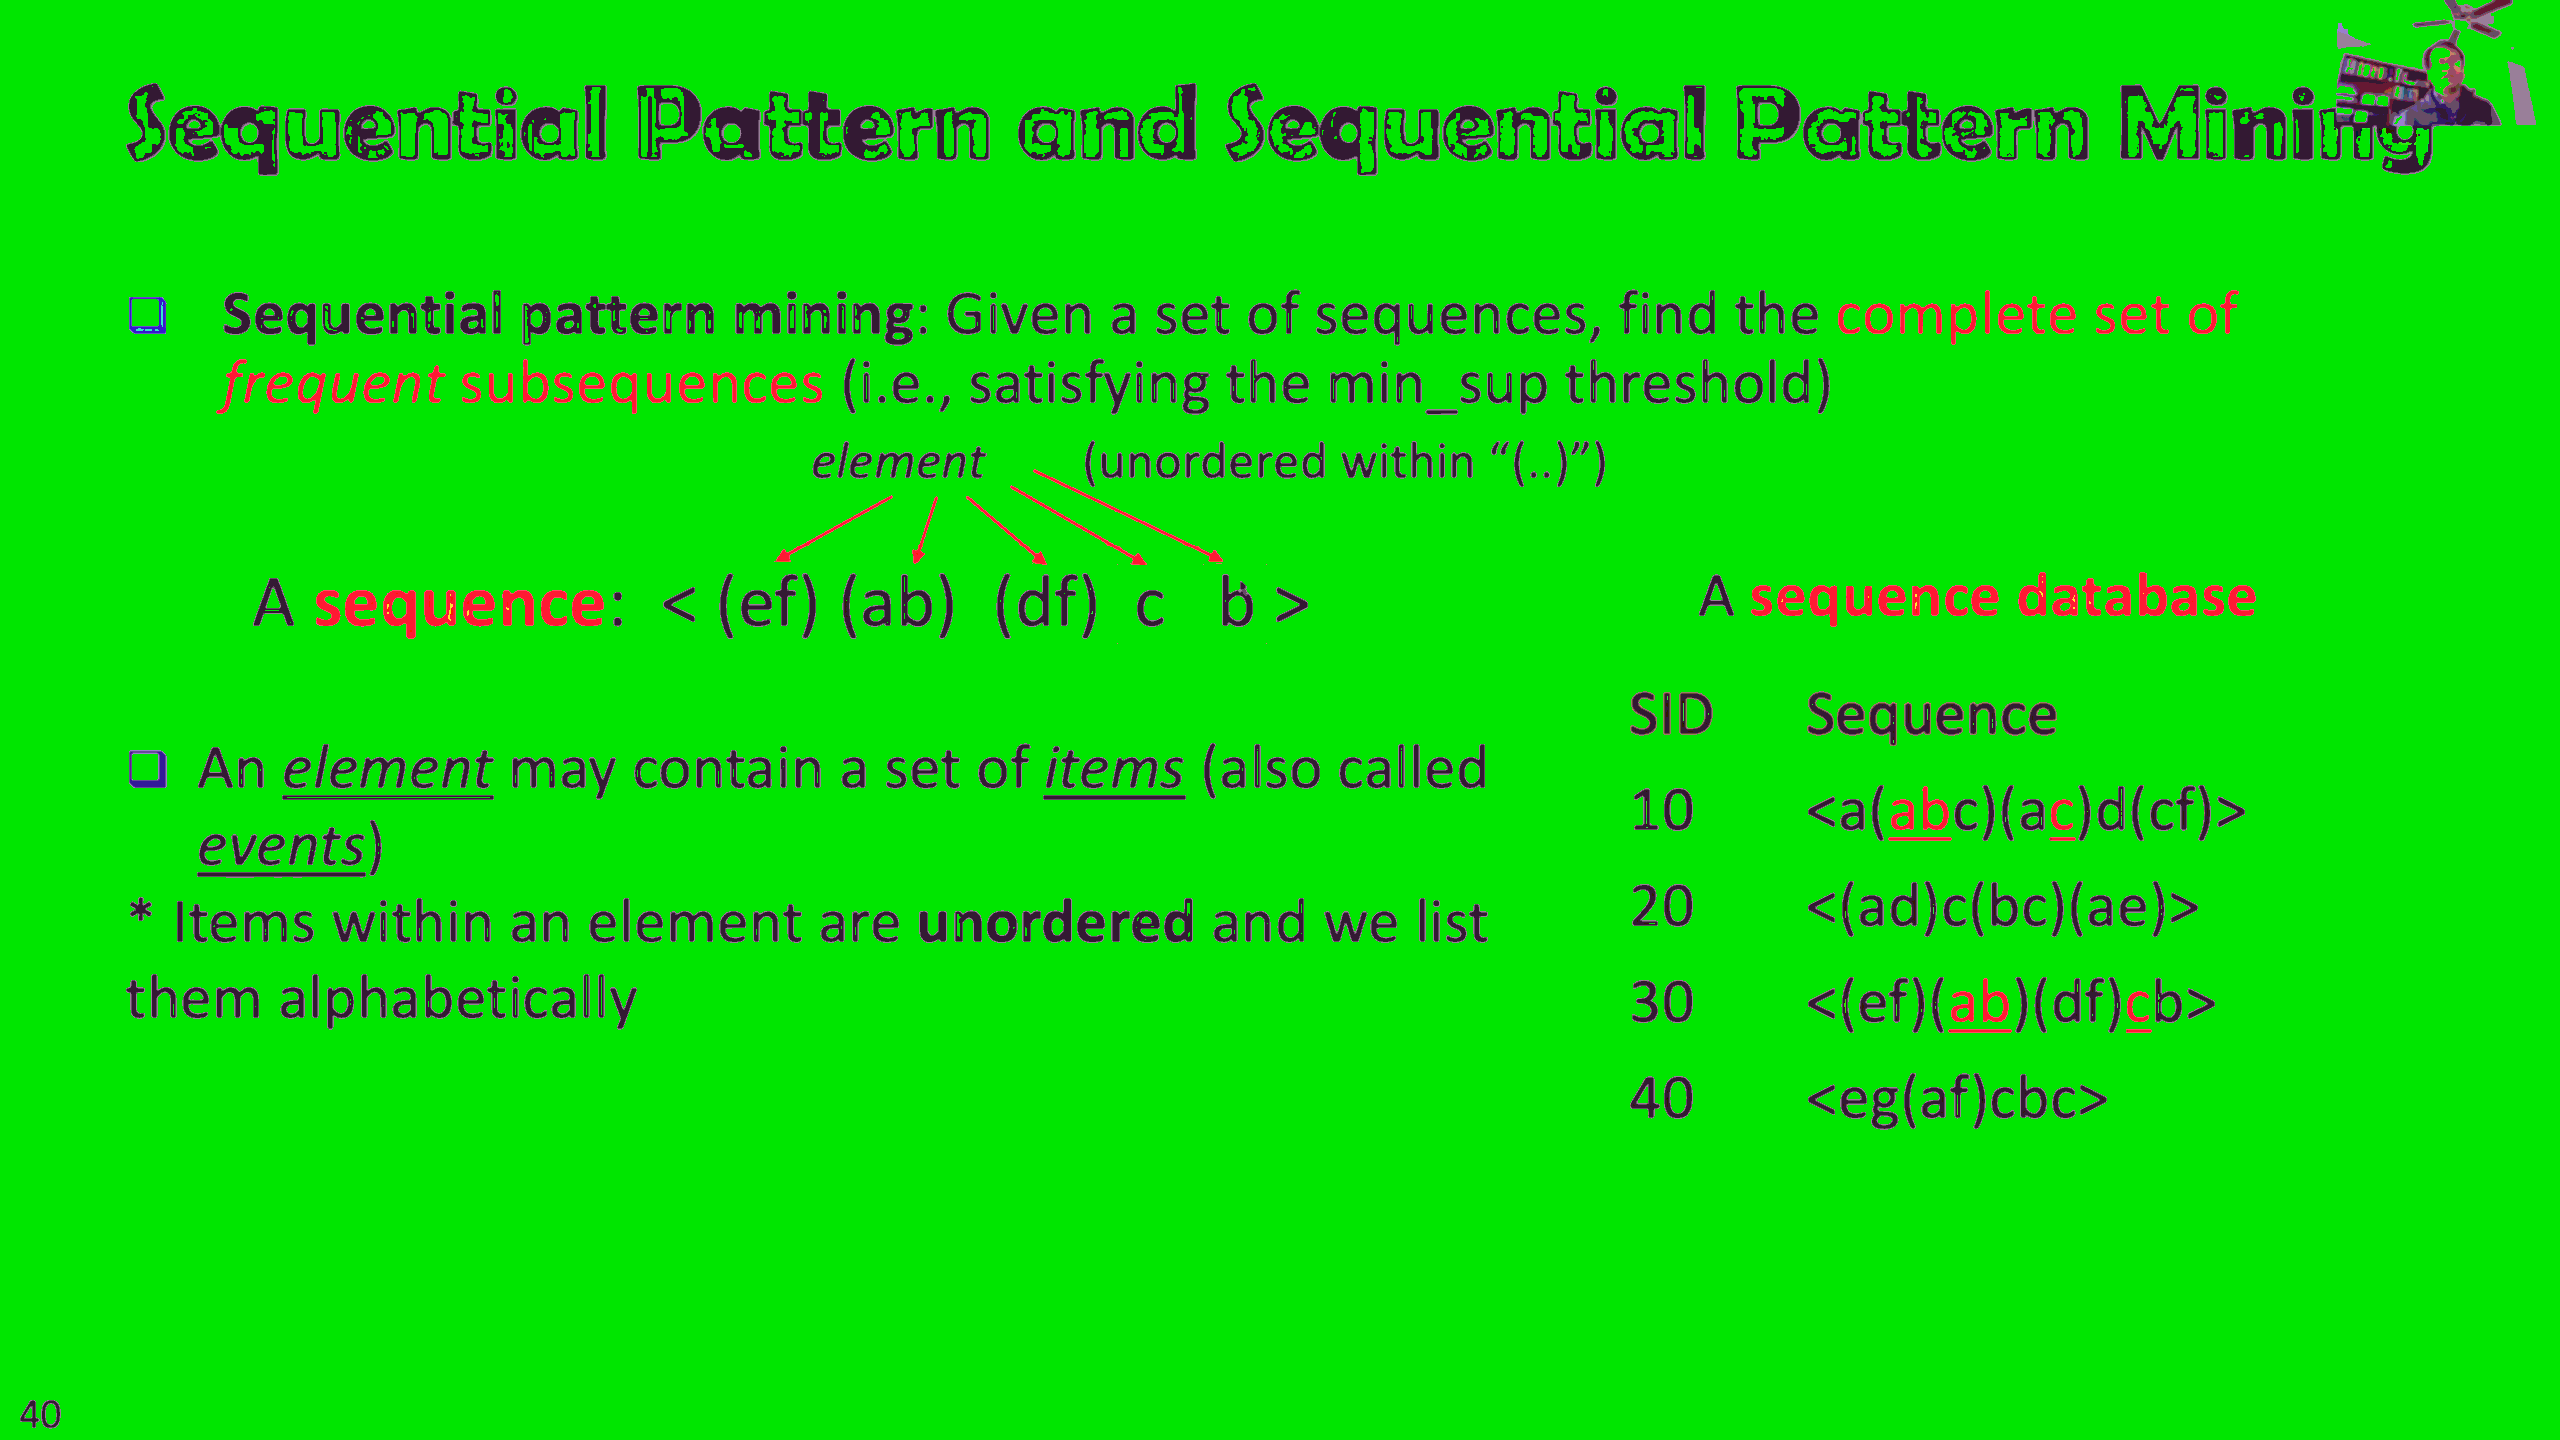 Sequential Pattern and Sequential Pattern Mining
❑ Sequential pattern mining: Given a set of sequences, find the complete set of
frequent subsequences (i.e., satisfying the min_sup threshold)
element (unordered within “(..)”)
A sequence: < (ef) (ab) (df) c b >
A sequence database
❑ An element may contain a set of items (also called
events)
* Items within an element are unordered and we list
them alphabetically
SID Sequence
10 <a(abc)(ac)d(cf)>
20 <(ad)c(bc)(ae)>
30 <(ef)(ab)(df)cb>
40 <eg(af)cbc>
40